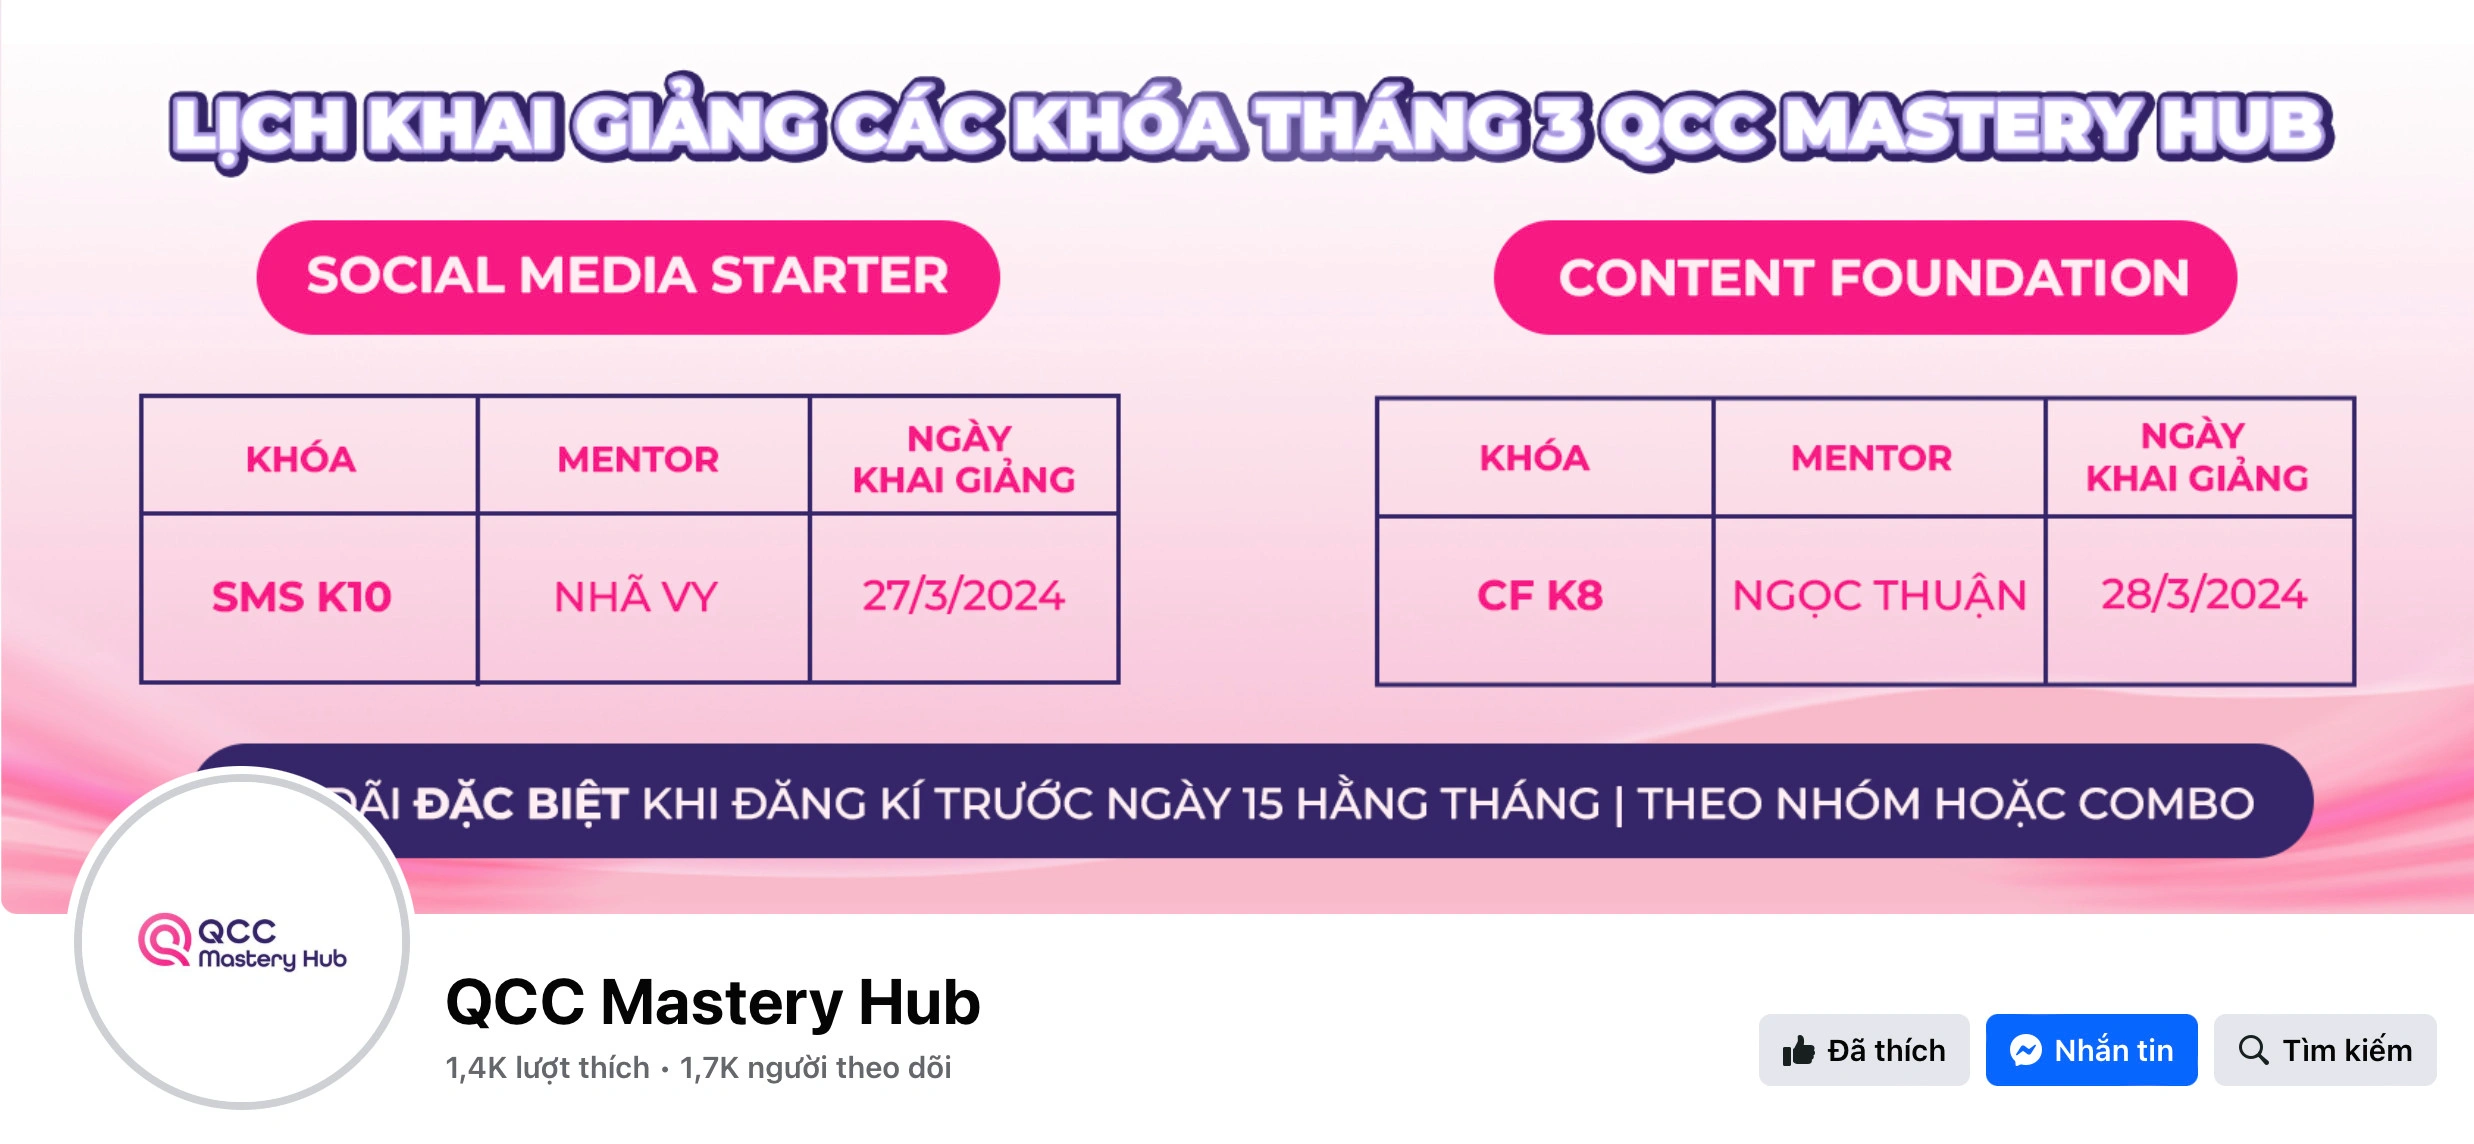 LỊCH KHAI GIẢNG CÁC KHÓA THÁNG 3 QCC MASTERY HUB
SOCIAL MEDIA STARTER
KHÓA MENTOR NGÀY KHAI GIẢNG
SMS K10 NHÃ VY 27/3/2024
CONTENT FOUNDATION
KHÓA MENTOR NGÀY KHAI GIẢNG
CF K8 NGỌC THUẬN 28/3/2024
ĐẶC BIỆT KHI ĐĂNG KÍ TRƯỚC NGÀY 15 HẰNG THÁNG | THEO NHÓM HOẶC COMBO
QCC
Mastery Hub
QCC Mastery Hub
1,4K lượt thích • 1,7K người theo dõi
Đã thích
Nhắn tin
Tìm kiếm